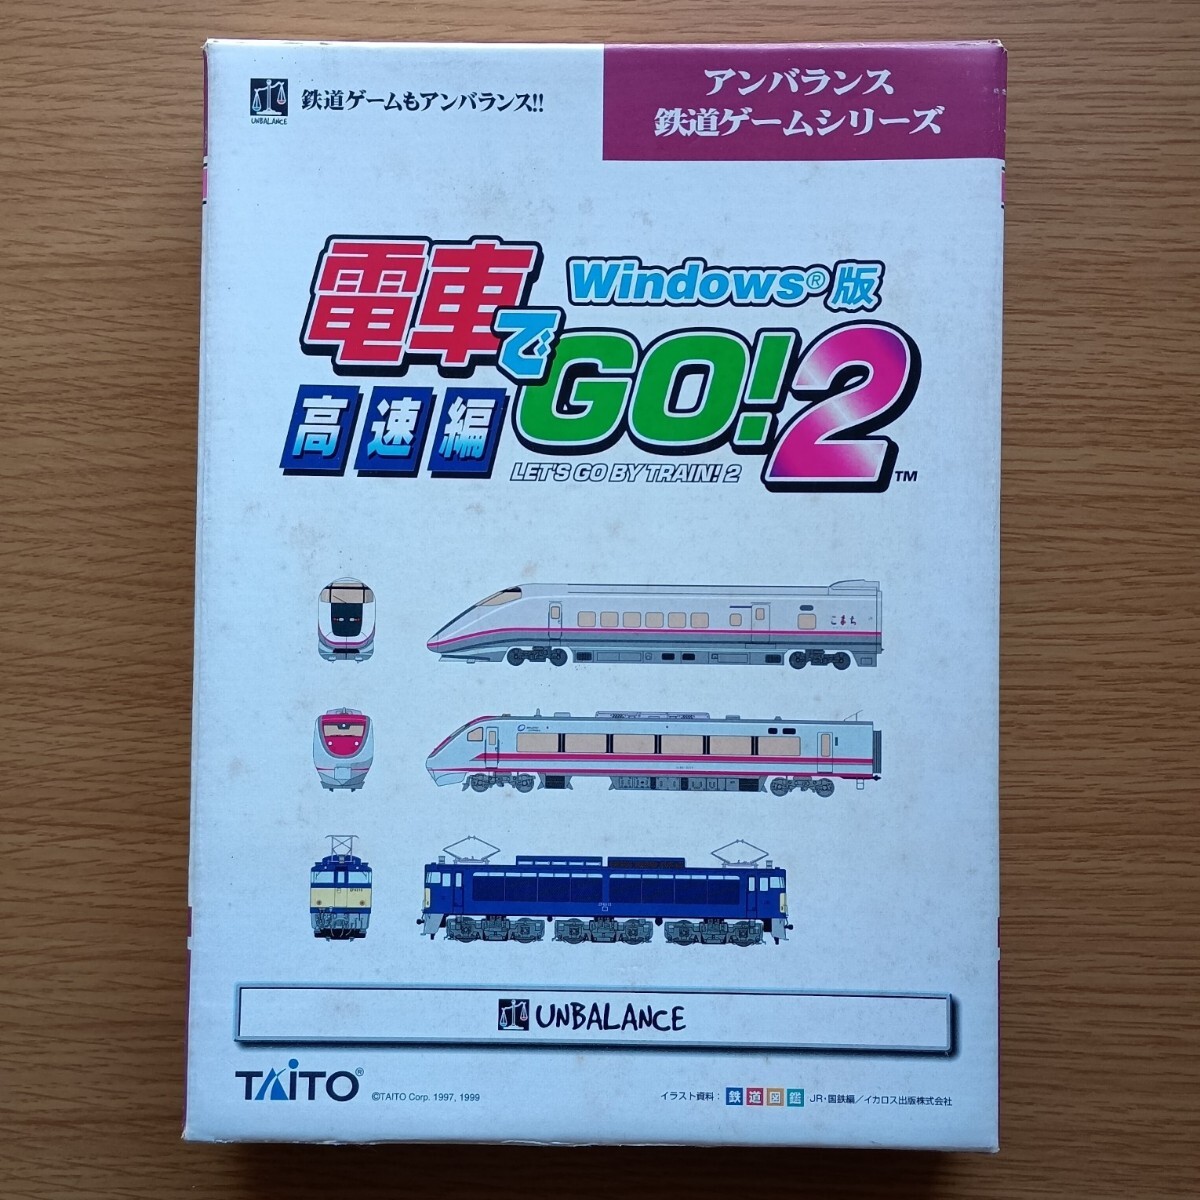 鉄道ゲームもアンバランス!!
UNBALANCE
アンバランス
鉄道ゲームシリーズ
Windows®版
電車でGO!2
高速編
LET'S GO BY TRAIN! 2
TM
こまち
UNBALANCE
TAITO®
©TAITO Corp. 1997, 1999
イラスト資料：鉄道図鑑 JR・国鉄編／イカロス出版株式会社